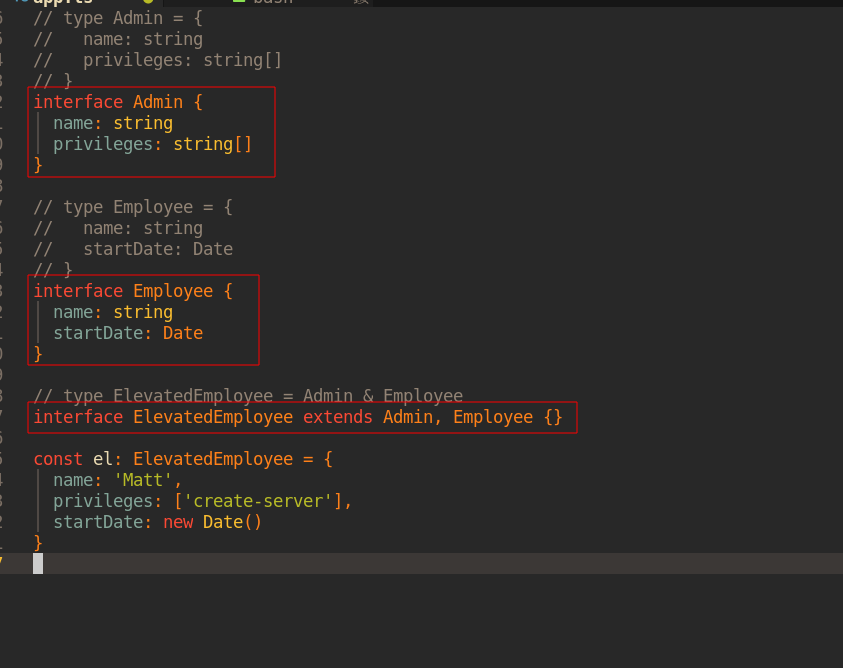 bash
// type Admin = {
//   name: string
//   privileges: string[]
// }
interface Admin {
  name: string
  privileges: string[]
}
// type Employee = {
//   name: string
//   startDate: Date
// }
interface Employee {
  name: string
  startDate: Date
}
// type ElevatedEmployee = Admin & Employee
interface ElevatedEmployee extends Admin, Employee {}
const el: ElevatedEmployee = {
  name: 'Matt',
  privileges: ['create-server'],
  startDate: new Date()
}